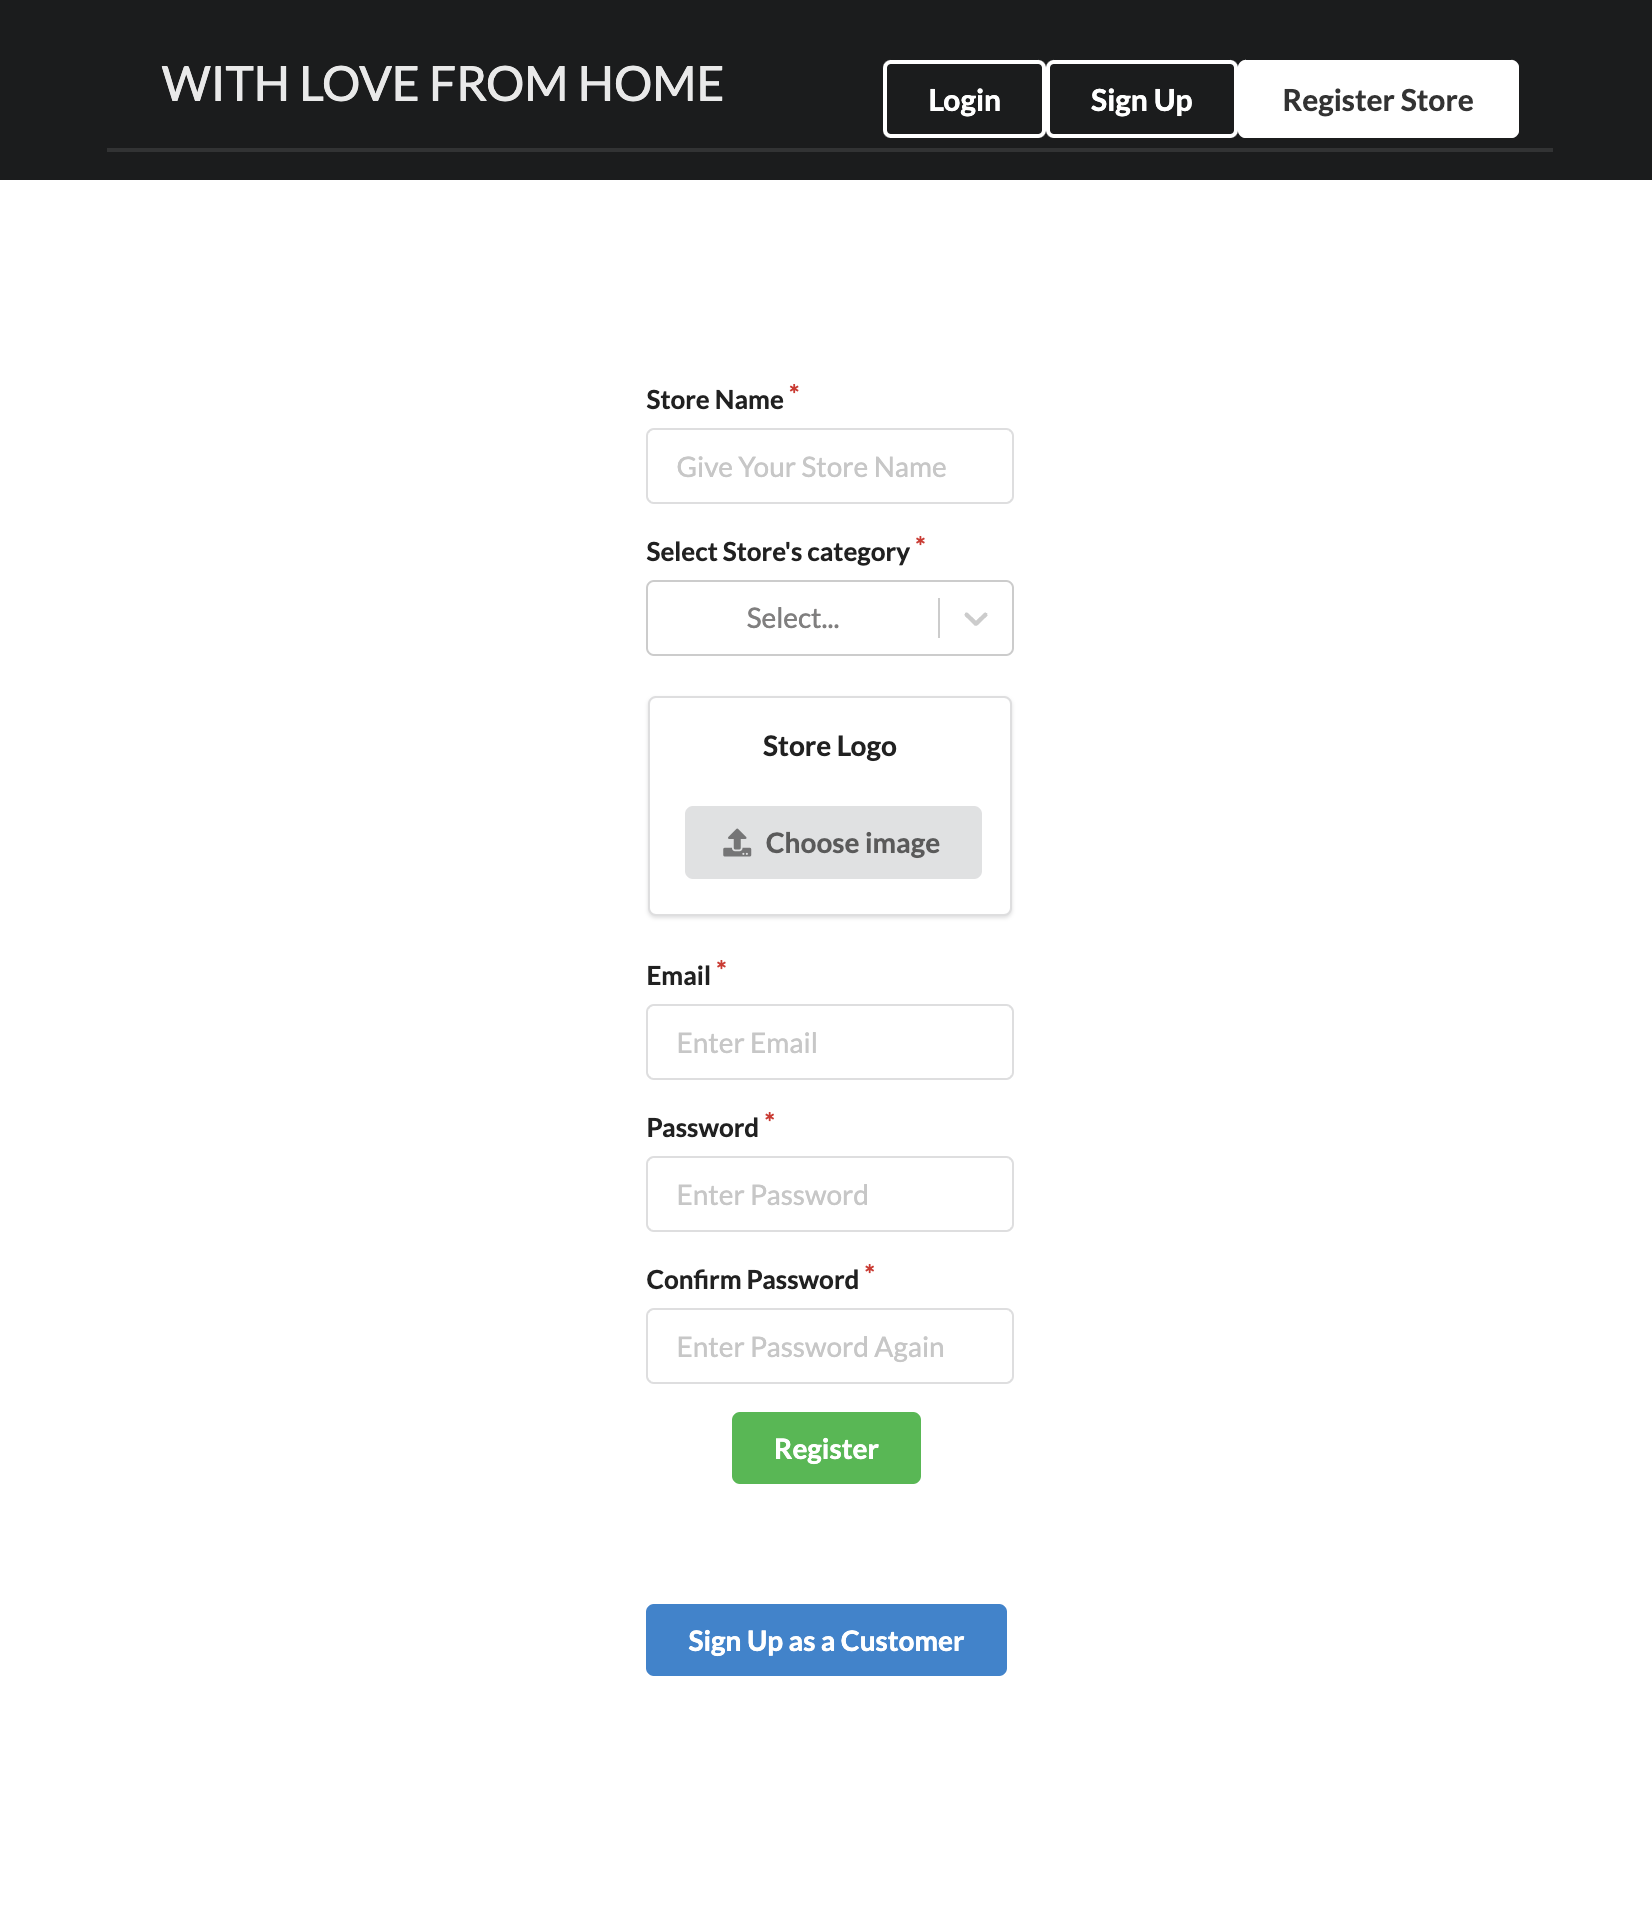 WITH LOVE FROM HOME
Login
Sign Up
Register Store
Store Name *
Give Your Store Name
Select Store's category *
Select...
Store Logo
Choose image
Email *
Enter Email
Password *
Enter Password
Confirm Password *
Enter Password Again
Register
Sign Up as a Customer